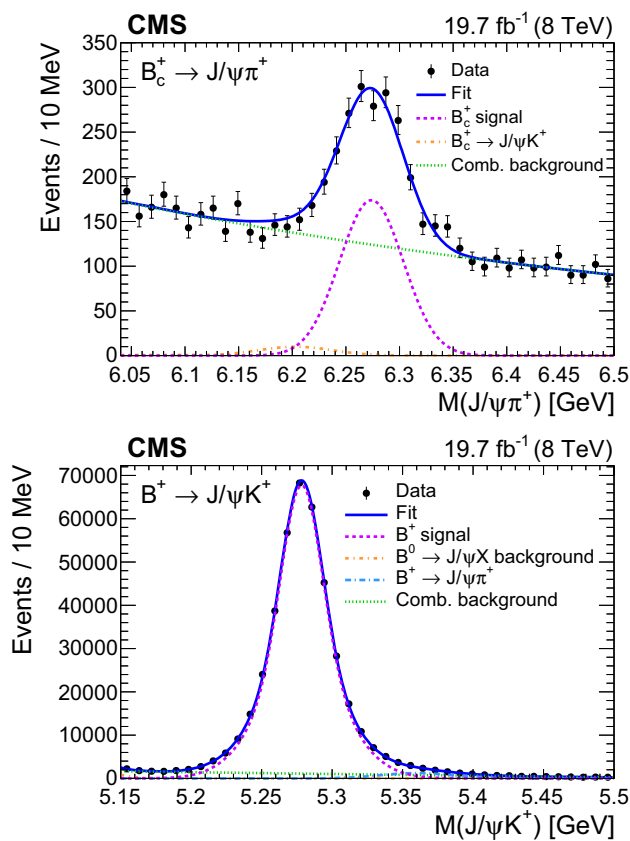 CMS 19.7 fb⁻¹ (8 TeV)
Events / 10 MeV
350
300
250
200
150
100
50
0
B_c⁺ → J/ψπ⁺
Data
Fit
B_c⁺ signal
B_c⁺ → J/ψK⁺
Comb. background
6.05 6.1 6.15 6.2 6.25 6.3 6.35 6.4 6.45 6.5
M(J/ψπ⁺) [GeV]
CMS 19.7 fb⁻¹ (8 TeV)
Events / 10 MeV
70000
60000
50000
40000
30000
20000
10000
0
B⁺ → J/ψK⁺
Data
Fit
B⁺ signal
B⁰ → J/ψX background
B⁺ → J/ψπ⁺
Comb. background
5.15 5.2 5.25 5.3 5.35 5.4 5.45 5.5
M(J/ψK⁺) [GeV]